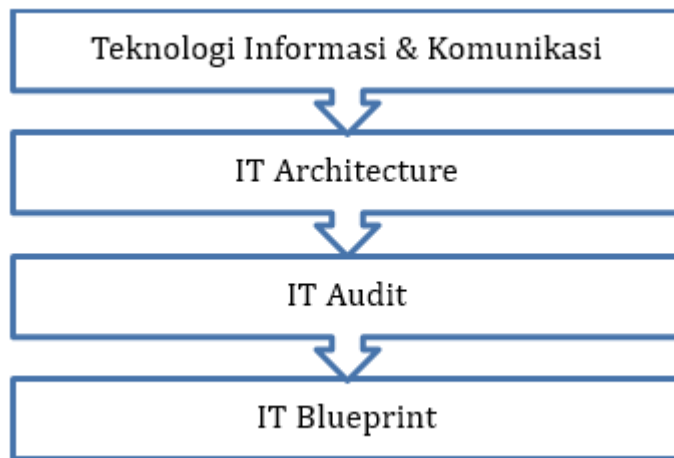 Teknologi Informasi & Komunikasi
IT Architecture
IT Audit
IT Blueprint